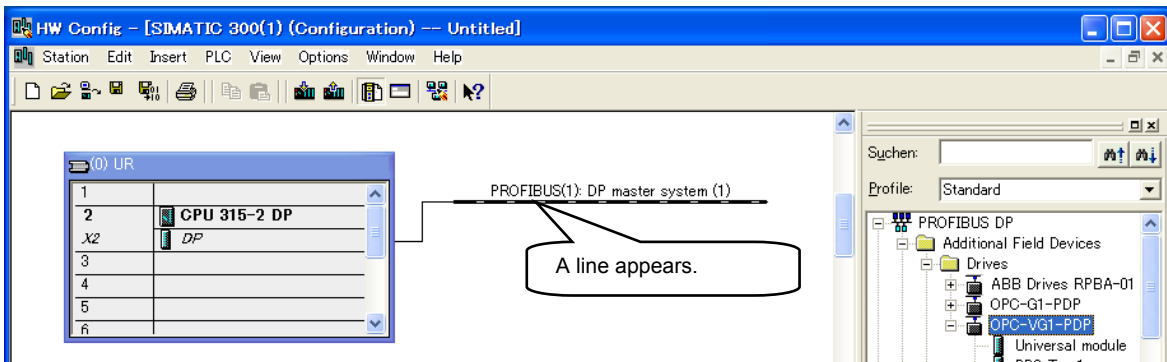 HW Config - [SIMATIC 300(1) (Configuration) -- Untitled]
Station Edit Insert PLC View Options Window Help
(0) UR
1
2 CPU 315-2 DP
X2 DP
3
4
5
6
PROFIBUS(1): DP master system (1)
A line appears.
Suchen:
Profile: Standard
PROFIBUS DP
Additional Field Devices
Drives
ABB Drives RPBA-01
OPC-G1-PDP
OPC-VG1-PDP
Universal module